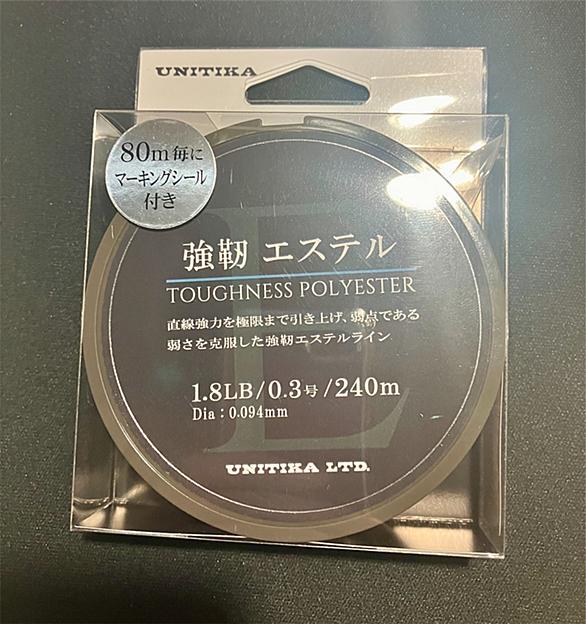 UNITIKA
80m毎に
マーキングシール
付き
強靭 エステル
TOUGHNESS POLYESTER
直線強力を極限まで引き上げ、弱点である
弱さを克服した強靭エステルライン
1.8LB/0.3号/240m
Dia：0.094mm
UNITIKA LTD.